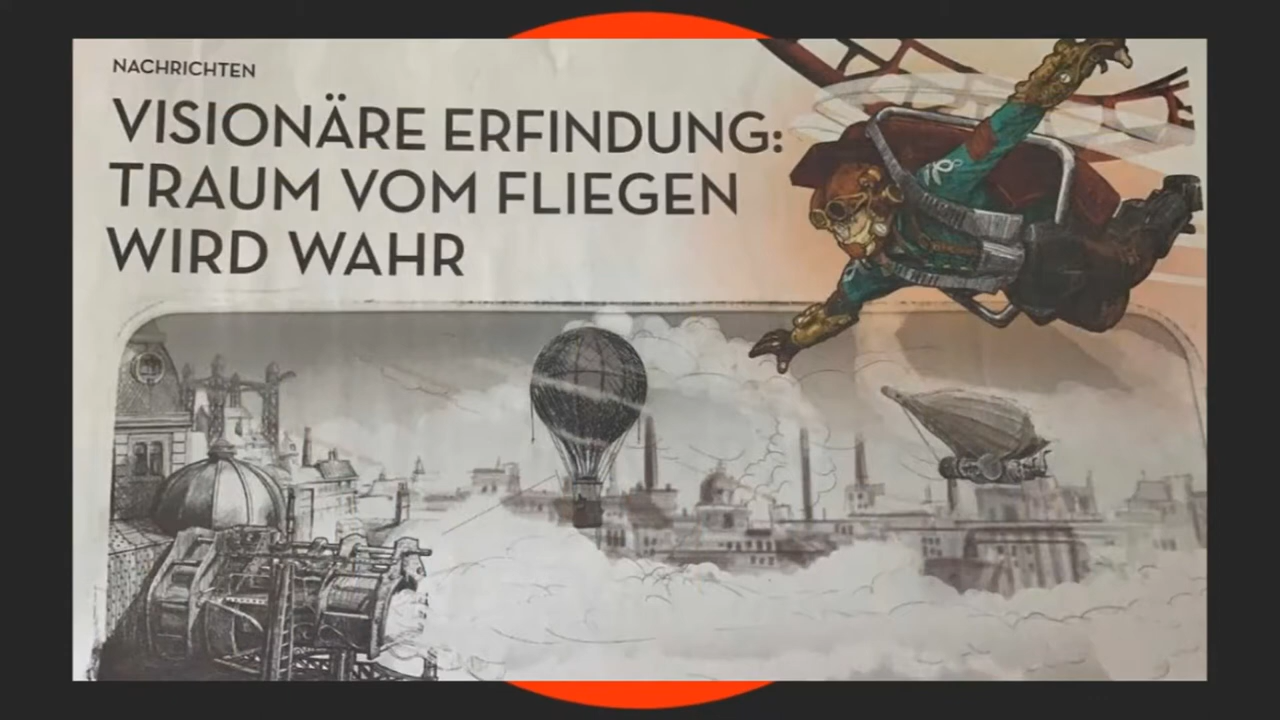 NACHRICHTEN
VISIONÄRE ERFINDUNG:
TRAUM VOM FLIEGEN
WIRD WAHR